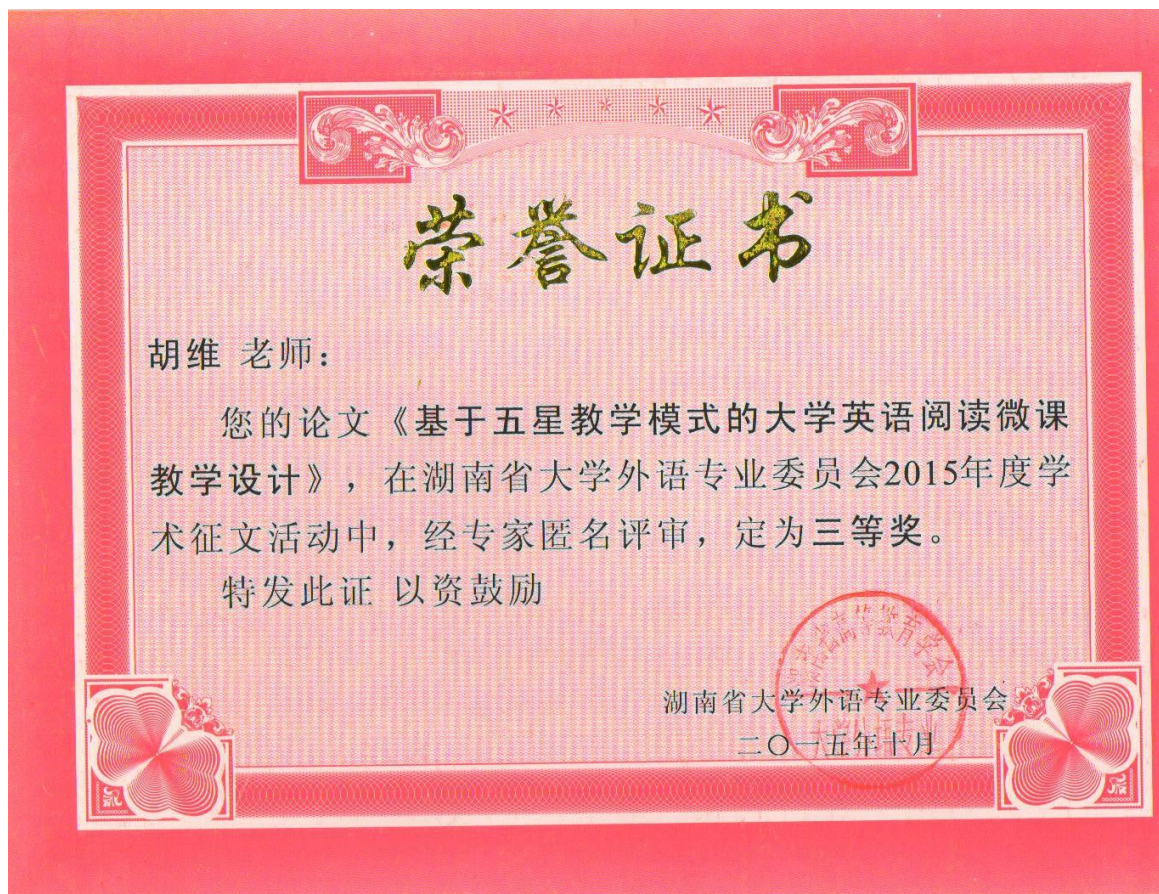 荣誉证书
胡维 老师：
您的论文《基于五星教学模式的大学英语阅读微课
教学设计》，在湖南省大学外语专业委员会2015年度学
术征文活动中，经专家匿名评审，定为三等奖。
特发此证 以资鼓励
湖南省大学外语专业委员会
二〇一五年十月